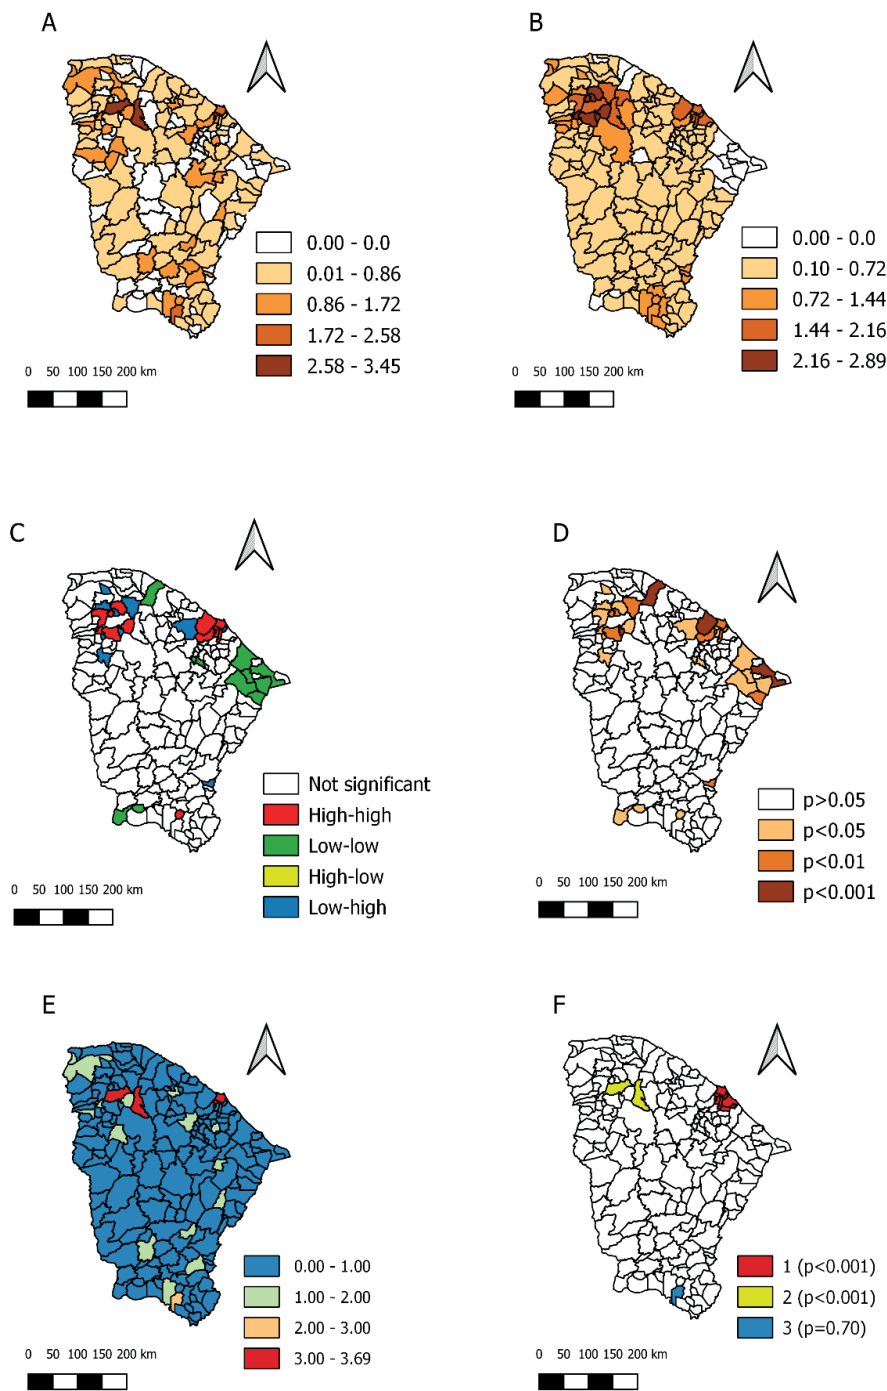 A
0.00 - 0.0
0.01 - 0.86
0.86 - 1.72
1.72 - 2.58
2.58 - 3.45
0 50 100 150 200 km
B
0.00 - 0.0
0.10 - 0.72
0.72 - 1.44
1.44 - 2.16
2.16 - 2.89
0 50 100 150 200 km
C
Not significant
High-high
Low-low
High-low
Low-high
0 50 100 150 200 km
D
p>0.05
p<0.05
p<0.01
p<0.001
0 50 100 150 200 km
E
0.00 - 1.00
1.00 - 2.00
2.00 - 3.00
3.00 - 3.69
0 50 100 150 200 km
F
1 (p<0.001)
2 (p<0.001)
3 (p=0.70)
0 50 100 150 200 km